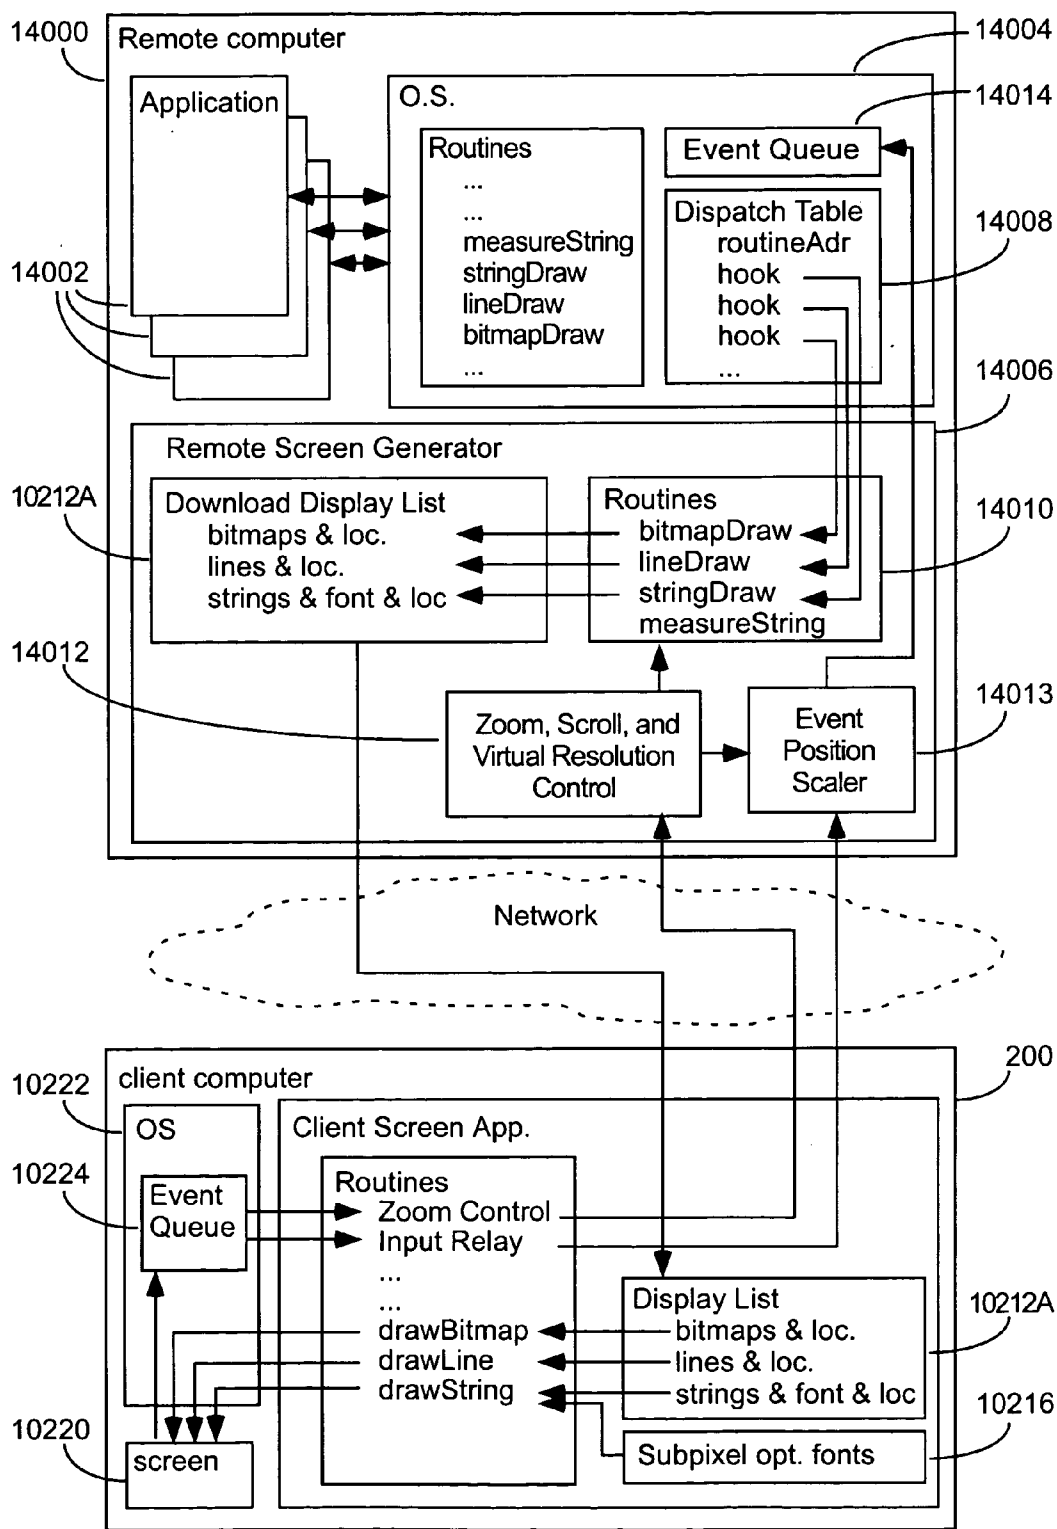 14000
Remote computer
14004
Application
O.S.
14014
Routines
...
...
measureString
stringDraw
lineDraw
bitmapDraw
...
Event Queue
Dispatch Table
routineAdr
hook
hook
hook
...
14008
14002
14006
Remote Screen Generator
10212A
Download Display List
bitmaps & loc.
lines & loc.
strings & font & loc
Routines
bitmapDraw
lineDraw
stringDraw
measureString
14010
14012
Zoom, Scroll, and
Virtual Resolution
Control
Event
Position
Scaler
14013
Network
200
client computer
10222
OS
Client Screen App.
10224
Event
Queue
Routines
Zoom Control
Input Relay
...
...
drawBitmap
drawLine
drawString
Display List
bitmaps & loc.
lines & loc.
strings & font & loc
10212A
10216
Subpixel opt. fonts
10220
screen